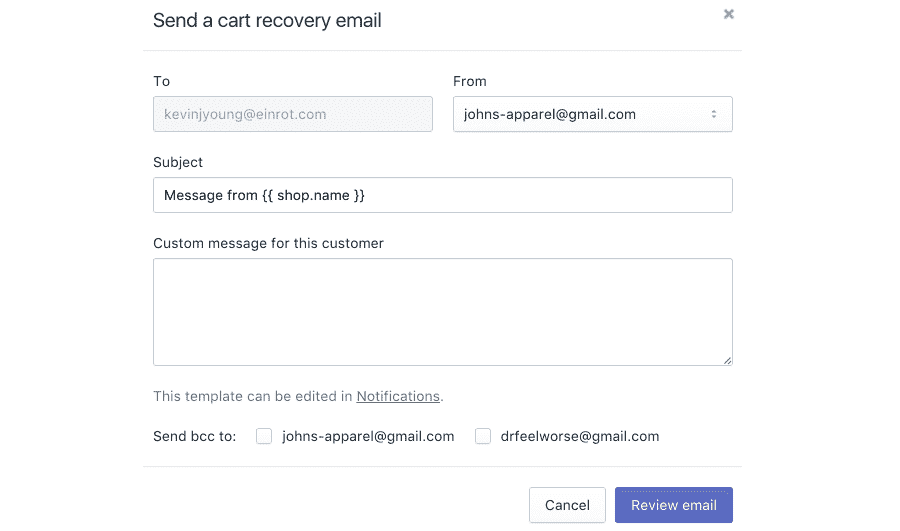 Send a cart recovery email
To
From
kevinjyoung@einrot.com
johns-apparel@gmail.com
Subject
Message from {{ shop.name }}
Custom message for this customer
This template can be edited in Notifications.
Send bcc to: johns-apparel@gmail.com drfeelworse@gmail.com
Cancel
Review email